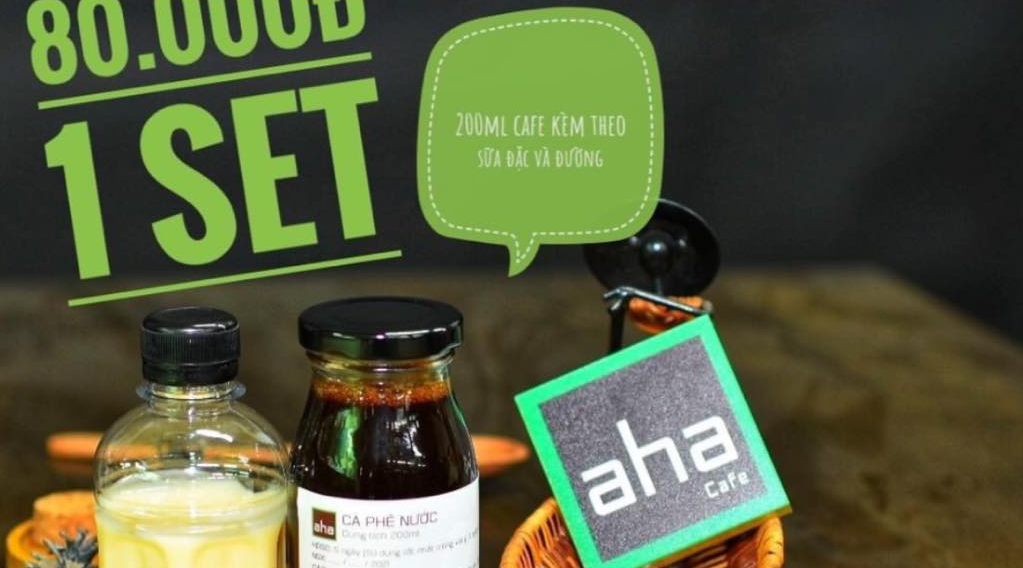 80.000Đ
1 SET
200ML CAFE KÈM THEO
SỮA ĐẶC VÀ ĐƯỜNG
aha
Cafe
aha
CÀ PHÊ NƯỚC
Dung tích 200ml